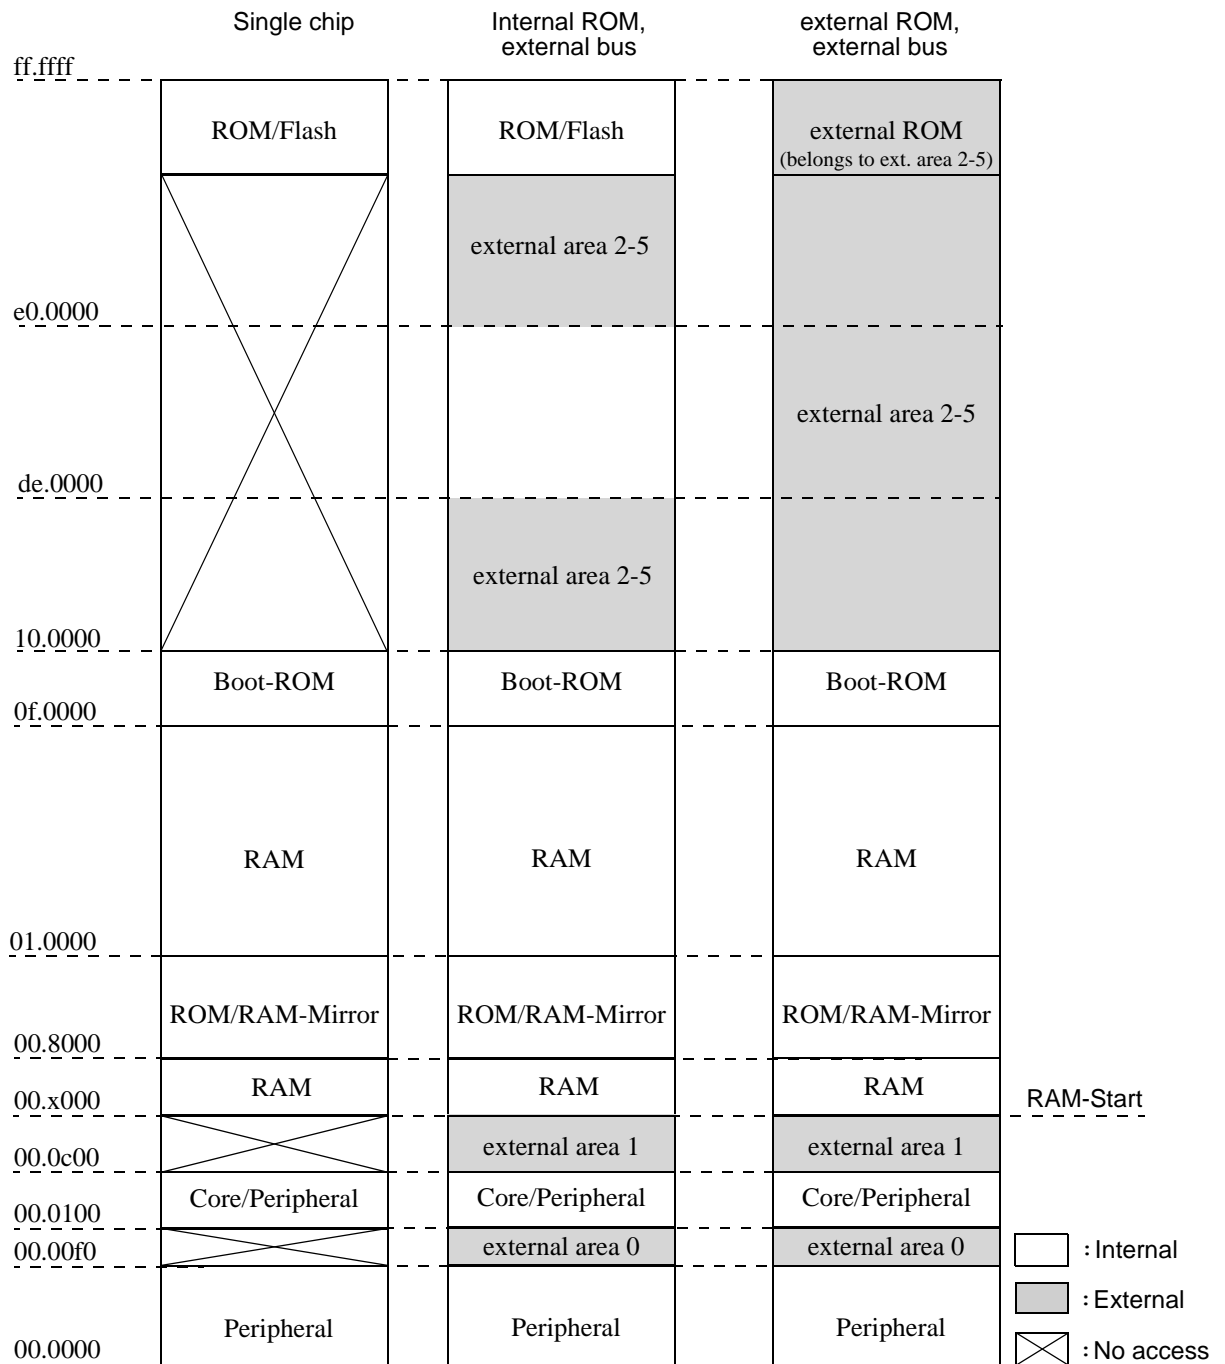 Single chip
Internal ROM,
external bus
external ROM,
external bus
ff.ffff
ROM/Flash
ROM/Flash
external ROM
(belongs to ext. area 2-5)
external area 2-5
e0.0000
external area 2-5
de.0000
external area 2-5
10.0000
Boot-ROM
Boot-ROM
Boot-ROM
0f.0000
RAM
RAM
RAM
01.0000
ROM/RAM-Mirror
ROM/RAM-Mirror
ROM/RAM-Mirror
00.8000
RAM
RAM
RAM
00.x000
RAM-Start
external area 1
external area 1
00.0c00
Core/Peripheral
Core/Peripheral
Core/Peripheral
00.0100
external area 0
external area 0
00.00f0
: Internal
: External
Peripheral
Peripheral
Peripheral
00.0000
: No access